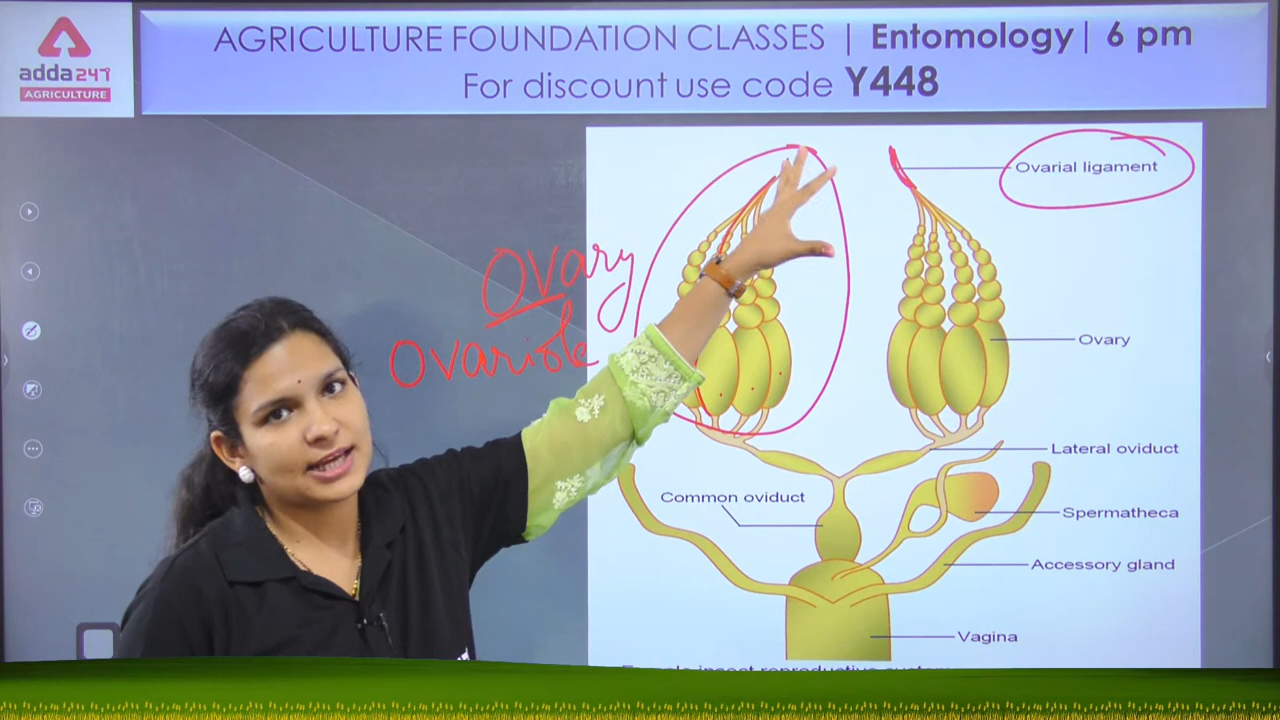 AGRICULTURE FOUNDATION CLASSES | Entomology | 6 pm
For discount use code Y448
adda247
AGRICULTURE
Ovarial ligament
Ovary
Ovariole
Ovary
Lateral oviduct
Common oviduct
Spermatheca
Accessory gland
Vagina